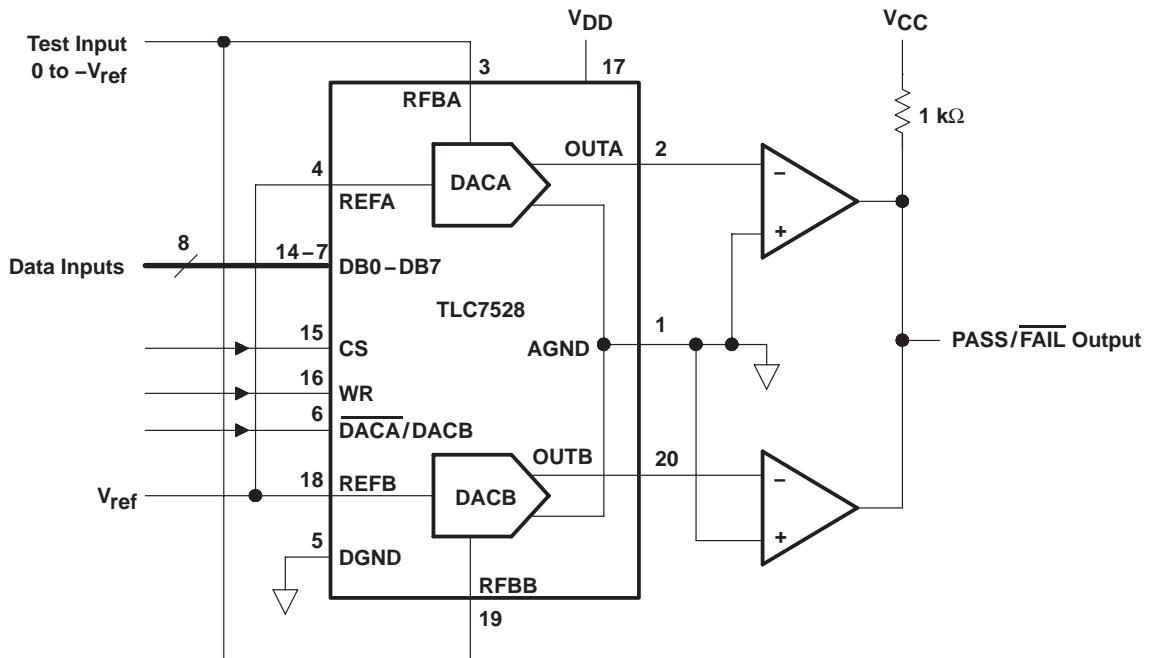 Test Input
0 to –Vref
VDD
VCC
3
17
RFBA
1 kΩ
OUTA
2
4
DACA
–
REFA
+
8
14–7
Data Inputs
DB0–DB7
TLC7528
15
1
CS
AGND
PASS/FAIL Output
16
WR
6
DACA/DACB
OUTB
20
18
REFB
–
Vref
DACB
5
DGND
+
RFBB
19